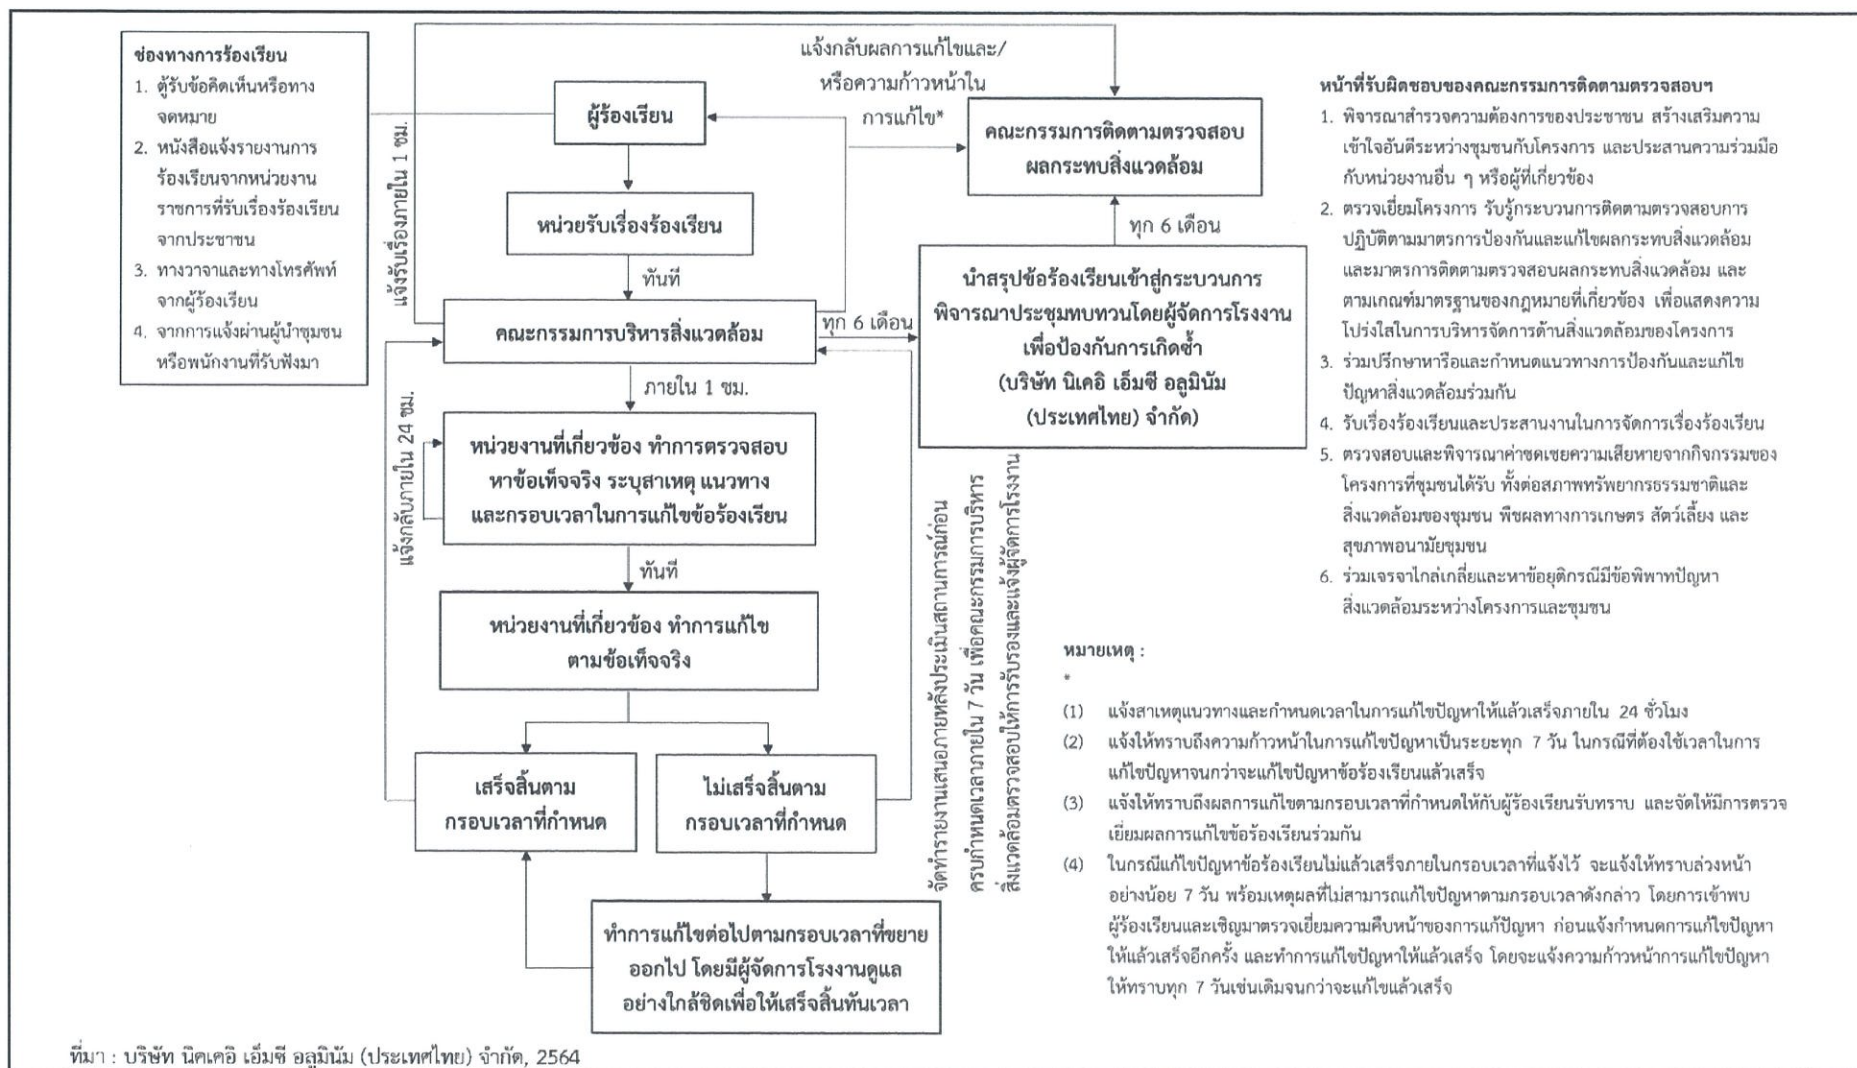 ช่องทางการร้องเรียน
1. ตู้รับข้อคิดเห็นหรือทาง
จดหมาย
2. หนังสือแจ้งรายงานการ
ร้องเรียนจากหน่วยงาน
ราชการที่รับเรื่องร้องเรียน
จากประชาชน
3. ทางวาจาและทางโทรศัพท์
จากผู้ร้องเรียน
4. จากการแจ้งผ่านผู้นำชุมชน
หรือพนักงานที่รับฟังมา
แจ้งรับเรื่องภายใน 1 ชม.
ผู้ร้องเรียน
แจ้งกลับผลการแก้ไขและ/
หรือความก้าวหน้าใน
การแก้ไข*
คณะกรรมการติดตามตรวจสอบ
ผลกระทบสิ่งแวดล้อม
หน่วยรับเรื่องร้องเรียน
ทันที
คณะกรรมการบริหารสิ่งแวดล้อม
ทุก 6 เดือน
ทุก 6 เดือน
นำสรุปข้อร้องเรียนเข้าสู่กระบวนการ
พิจารณาประชุมทบทวนโดยผู้จัดการโรงงาน
เพื่อป้องกันการเกิดซ้ำ
(บริษัท นิเคอิ เอ็มซี อลูมินัม
(ประเทศไทย) จำกัด)
ภายใน 1 ชม.
แจ้งกลับภายใน 24 ชม.
หน่วยงานที่เกี่ยวข้อง ทำการตรวจสอบ
หาข้อเท็จจริง ระบุสาเหตุ แนวทาง
และกรอบเวลาในการแก้ไขข้อร้องเรียน
ทันที
หน่วยงานที่เกี่ยวข้อง ทำการแก้ไข
ตามข้อเท็จจริง
เสร็จสิ้นตาม
กรอบเวลาที่กำหนด
ไม่เสร็จสิ้นตาม
กรอบเวลาที่กำหนด
ทำการแก้ไขต่อไปตามกรอบเวลาที่ขยาย
ออกไป โดยมีผู้จัดการโรงงานดูแล
อย่างใกล้ชิดเพื่อให้เสร็จสิ้นทันเวลา
จัดทำรายงานเสนอภายหลังประเมินสถานการณ์ก่อน
ครบกำหนดเวลาภายใน 7 วัน เพื่อคณะกรรมการบริหาร
สิ่งแวดล้อมตรวจสอบให้การรับรองและแจ้งผู้จัดการโรงงาน
หน้าที่รับผิดชอบของคณะกรรมการติดตามตรวจสอบฯ
1. พิจารณาสำรวจความต้องการของประชาชน สร้างเสริมความ
เข้าใจอันดีระหว่างชุมชนกับโครงการ และประสานความร่วมมือ
กับหน่วยงานอื่น ๆ หรือผู้ที่เกี่ยวข้อง
2. ตรวจเยี่ยมโครงการ รับรู้กระบวนการติดตามตรวจสอบการ
ปฏิบัติตามมาตรการป้องกันและแก้ไขผลกระทบสิ่งแวดล้อม
และมาตรการติดตามตรวจสอบผลกระทบสิ่งแวดล้อม และ
ตามเกณฑ์มาตรฐานของกฎหมายที่เกี่ยวข้อง เพื่อแสดงความ
โปร่งใสในการบริหารจัดการด้านสิ่งแวดล้อมของโครงการ
3. ร่วมปรึกษาหารือและกำหนดแนวทางการป้องกันและแก้ไข
ปัญหาสิ่งแวดล้อมร่วมกัน
4. รับเรื่องร้องเรียนและประสานงานในการจัดการเรื่องร้องเรียน
5. ตรวจสอบและพิจารณาค่าชดเชยความเสียหายจากกิจกรรมของ
โครงการที่ชุมชนได้รับ ทั้งต่อสภาพทรัพยากรธรรมชาติและ
สิ่งแวดล้อมของชุมชน พืชผลทางการเกษตร สัตว์เลี้ยง และ
สุขภาพอนามัยชุมชน
6. ร่วมเจรจาไกล่เกลี่ยและหาข้อยุติกรณีมีข้อพิพาทปัญหา
สิ่งแวดล้อมระหว่างโครงการและชุมชน
หมายเหตุ :
*
(1) แจ้งสาเหตุแนวทางและกำหนดเวลาในการแก้ไขปัญหาให้แล้วเสร็จภายใน 24 ชั่วโมง
(2) แจ้งให้ทราบถึงความก้าวหน้าในการแก้ไขปัญหาเป็นระยะทุก 7 วัน ในกรณีที่ต้องใช้เวลาในการ
แก้ไขปัญหาจนกว่าจะแก้ไขปัญหาข้อร้องเรียนแล้วเสร็จ
(3) แจ้งให้ทราบถึงผลการแก้ไขตามกรอบเวลาที่กำหนดให้กับผู้ร้องเรียนรับทราบ และจัดให้มีการตรวจ
เยี่ยมผลการแก้ไขข้อร้องเรียนร่วมกัน
(4) ในกรณีแก้ไขปัญหาข้อร้องเรียนไม่แล้วเสร็จภายในกรอบเวลาที่แจ้งไว้ จะแจ้งให้ทราบล่วงหน้า
อย่างน้อย 7 วัน พร้อมเหตุผลที่ไม่สามารถแก้ไขปัญหาตามกรอบเวลาดังกล่าว โดยการเข้าพบ
ผู้ร้องเรียนและเชิญมาตรวจเยี่ยมความคืบหน้าของการแก้ปัญหา ก่อนแจ้งกำหนดการแก้ไขปัญหา
ให้แล้วเสร็จอีกครั้ง และทำการแก้ไขปัญหาให้แล้วเสร็จ โดยจะแจ้งความก้าวหน้าการแก้ไขปัญหา
ให้ทราบทุก 7 วันเช่นเดิมจนกว่าจะแก้ไขแล้วเสร็จ
ที่มา : บริษัท นิคเคอิ เอ็มซี อลูมินัม (ประเทศไทย) จำกัด, 2564